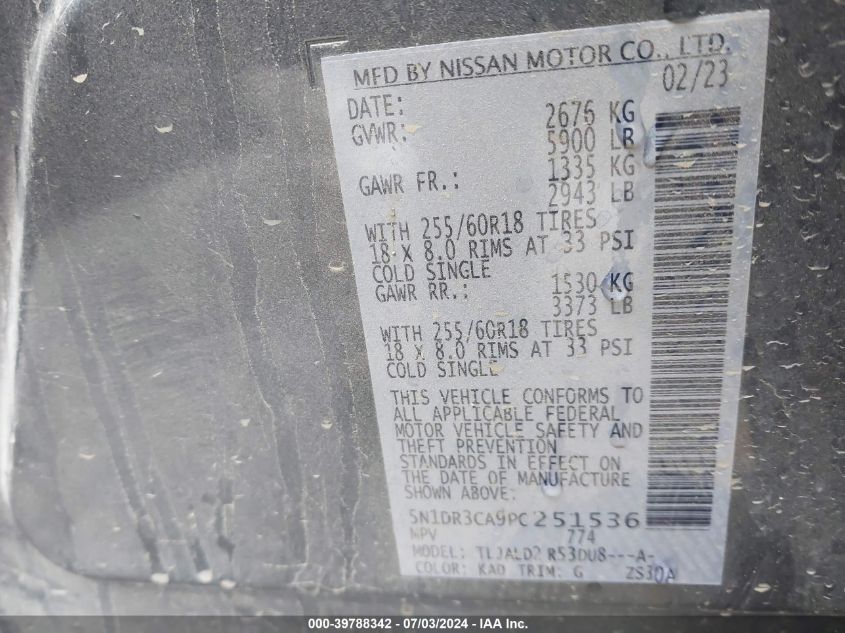 MFD BY NISSAN MOTOR CO., LTD.
DATE: 02/23
GVWR: 2676 KG
5900 LB
GAWR FR.: 1335 KG
2943 LB
WITH 255/60R18 TIRES
18 X 8.0 RIMS AT 33 PSI
COLD SINGLE
GAWR RR.: 1530 KG
3373 LB
WITH 255/60R18 TIRES
18 X 8.0 RIMS AT 33 PSI
COLD SINGLE
THIS VEHICLE CONFORMS TO
ALL APPLICABLE FEDERAL
MOTOR VEHICLE SAFETY AND
THEFT PREVENTION
STANDARDS IN EFFECT ON
THE DATE OF MANUFACTURE
SHOWN ABOVE:
5N1DR3CA9PC251536
MPV 774
MODEL: R53DU8---A-
COLOR: KAD TRIM: G ZS30A
000-39788342 - 07/03/2024 - IAA Inc.